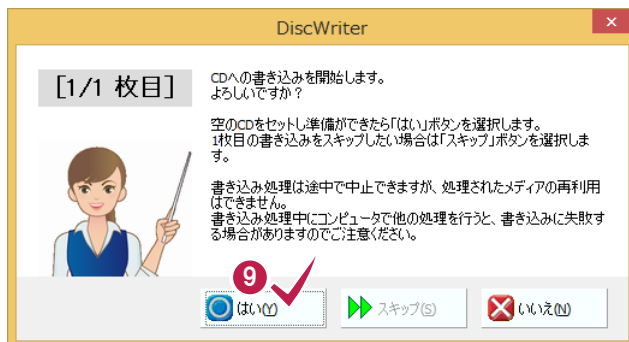 DiscWriter
[1/1 枚目]
CDへの書き込みを開始します。
よろしいですか？
空のCDをセットし準備ができたら「はい」ボタンを選択します。
1枚目の書き込みをスキップしたい場合は「スキップ」ボタンを選択しま
す。
書き込み処理は途中で中止できますが、処理されたメディアの再利用
はできません。
書き込み処理中にコンピュータで他の処理を行うと、書き込みに失敗す
る場合がありますのでご注意ください。
9
はい(Y)
スキップ(S)
いいえ(N)